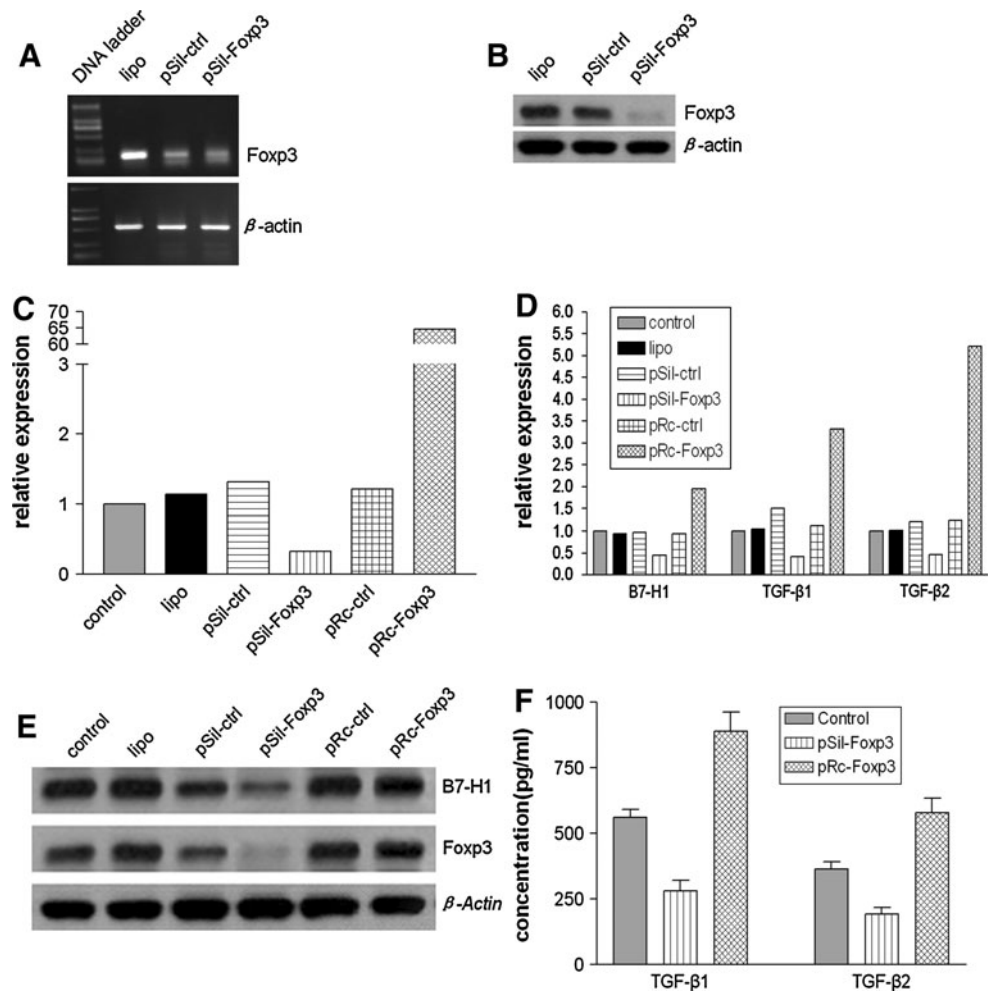 A
DNA ladder
lipo
pSil-ctrl
pSil-Foxp3
Foxp3
β-actin
B
lipo
pSil-ctrl
pSil-Foxp3
Foxp3
β-actin
C
relative expression
70
65
60
3
2
1
0
control
lipo
pSil-ctrl
pSil-Foxp3
pRc-ctrl
pRc-Foxp3
D
relative expression
6.0
5.5
5.0
4.5
4.0
3.5
3.0
2.5
2.0
1.5
1.0
0.5
0.0
control
lipo
pSil-ctrl
pSil-Foxp3
pRc-ctrl
pRc-Foxp3
B7-H1
TGF-β1
TGF-β2
E
control
lipo
pSil-ctrl
pSil-Foxp3
pRc-ctrl
pRc-Foxp3
B7-H1
Foxp3
β-Actin
F
concentration(pg/ml)
1000
750
500
250
0
Control
pSil-Foxp3
pRc-Foxp3
TGF-β1
TGF-β2